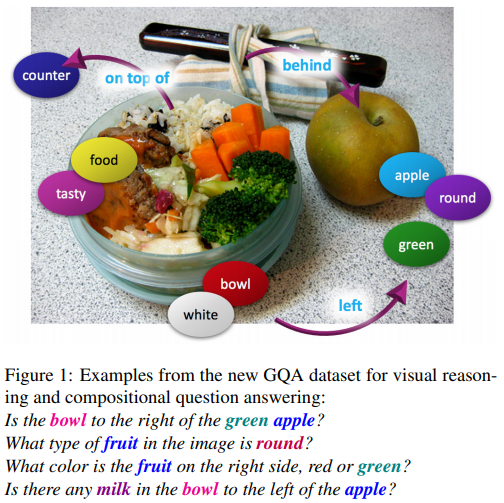 counter
on top of
behind
food
tasty
apple
round
green
bowl
white
left
Figure 1: Examples from the new GQA dataset for visual reason-
ing and compositional question answering:
Is the bowl to the right of the green apple?
What type of fruit in the image is round?
What color is the fruit on the right side, red or green?
Is there any milk in the bowl to the left of the apple?